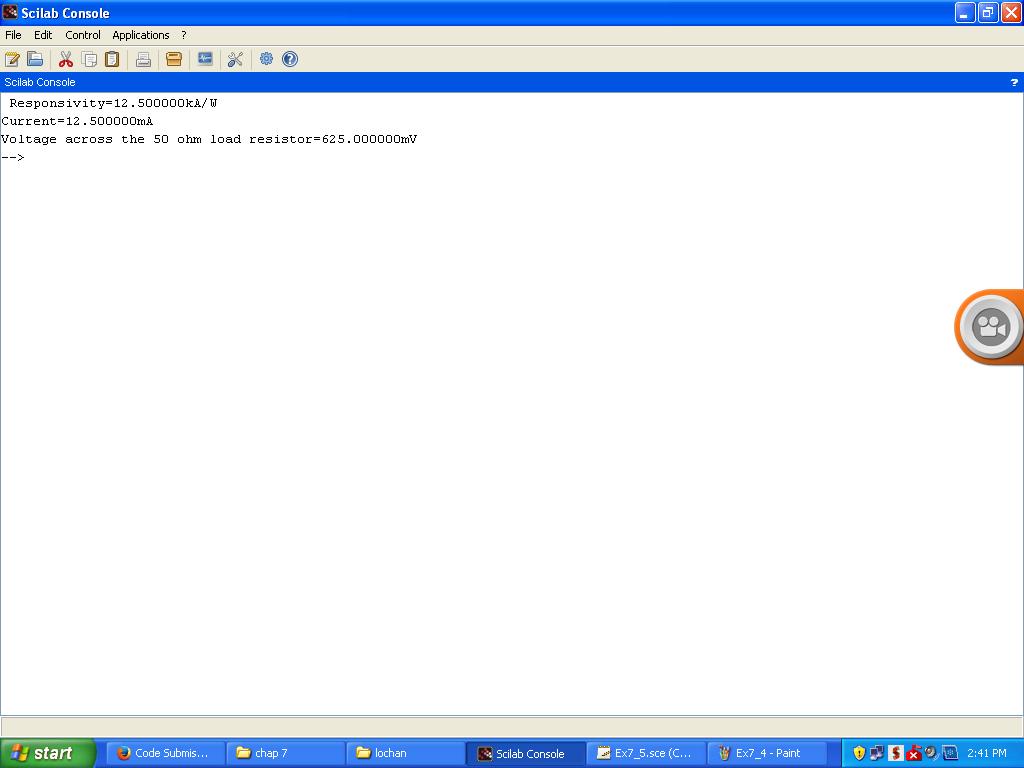 Scilab Console
File Edit Control Applications ?
Scilab Console ?
Responsivity=12.500000kA/W
Current=12.500000mA
Voltage across the 50 ohm load resistor=625.000000mV
-->
start Code Submis... chap 7 lochan Scilab Console Ex7_5.sce (C... Ex7_4 - Paint 2:41 PM